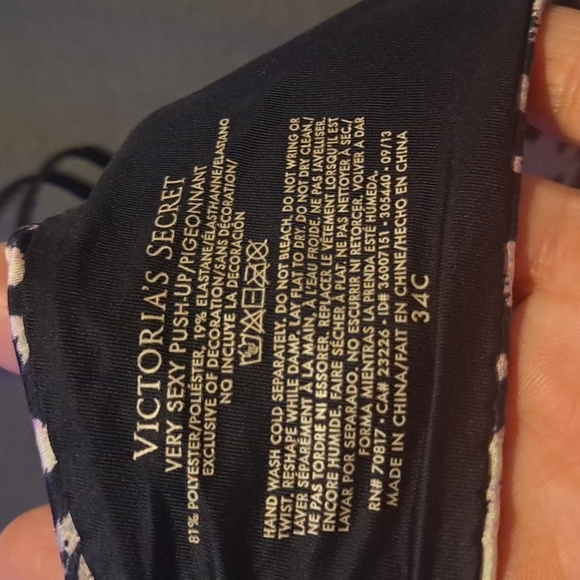 VICTORIA'S SECRET
VERY SEXY PUSH-UP/PIGEONNANT
81% POLYESTER/POLIÉSTER, 19% ELASTANE/ÉLASTHANNE/ELASTANO
EXCLUSIVE OF DECORATION/SANS DÉCORATION/
NO INCLUYE LA DECORACIÓN
HAND WASH COLD SEPARATELY. DO NOT BLEACH. DO NOT WRING OR
TWIST. RESHAPE WHILE DAMP. LAY FLAT TO DRY. DO NOT DRY CLEAN./
LAVER SÉPARÉMENT À LA MAIN, À L'EAU FROIDE. NE PAS JAVELLISER.
NE PAS TORDRE NI ESSORER. REPLACER LE VÊTEMENT LORSQU'IL EST
ENCORE HUMIDE. FAIRE SÉCHER À PLAT. NE PAS NETTOYER À SEC./
LAVAR POR SEPARADO. NO ESCURRIR NI RETORCER. VOLVER A DAR
FORMA MIENTRAS LA PRENDA ESTÉ HUMEDA.
RN# 70817 · CA# 23226 · ID# 36007151 · 305440 · 09/13
MADE IN CHINA/FAIT EN CHINE/HECHO EN CHINA
34C